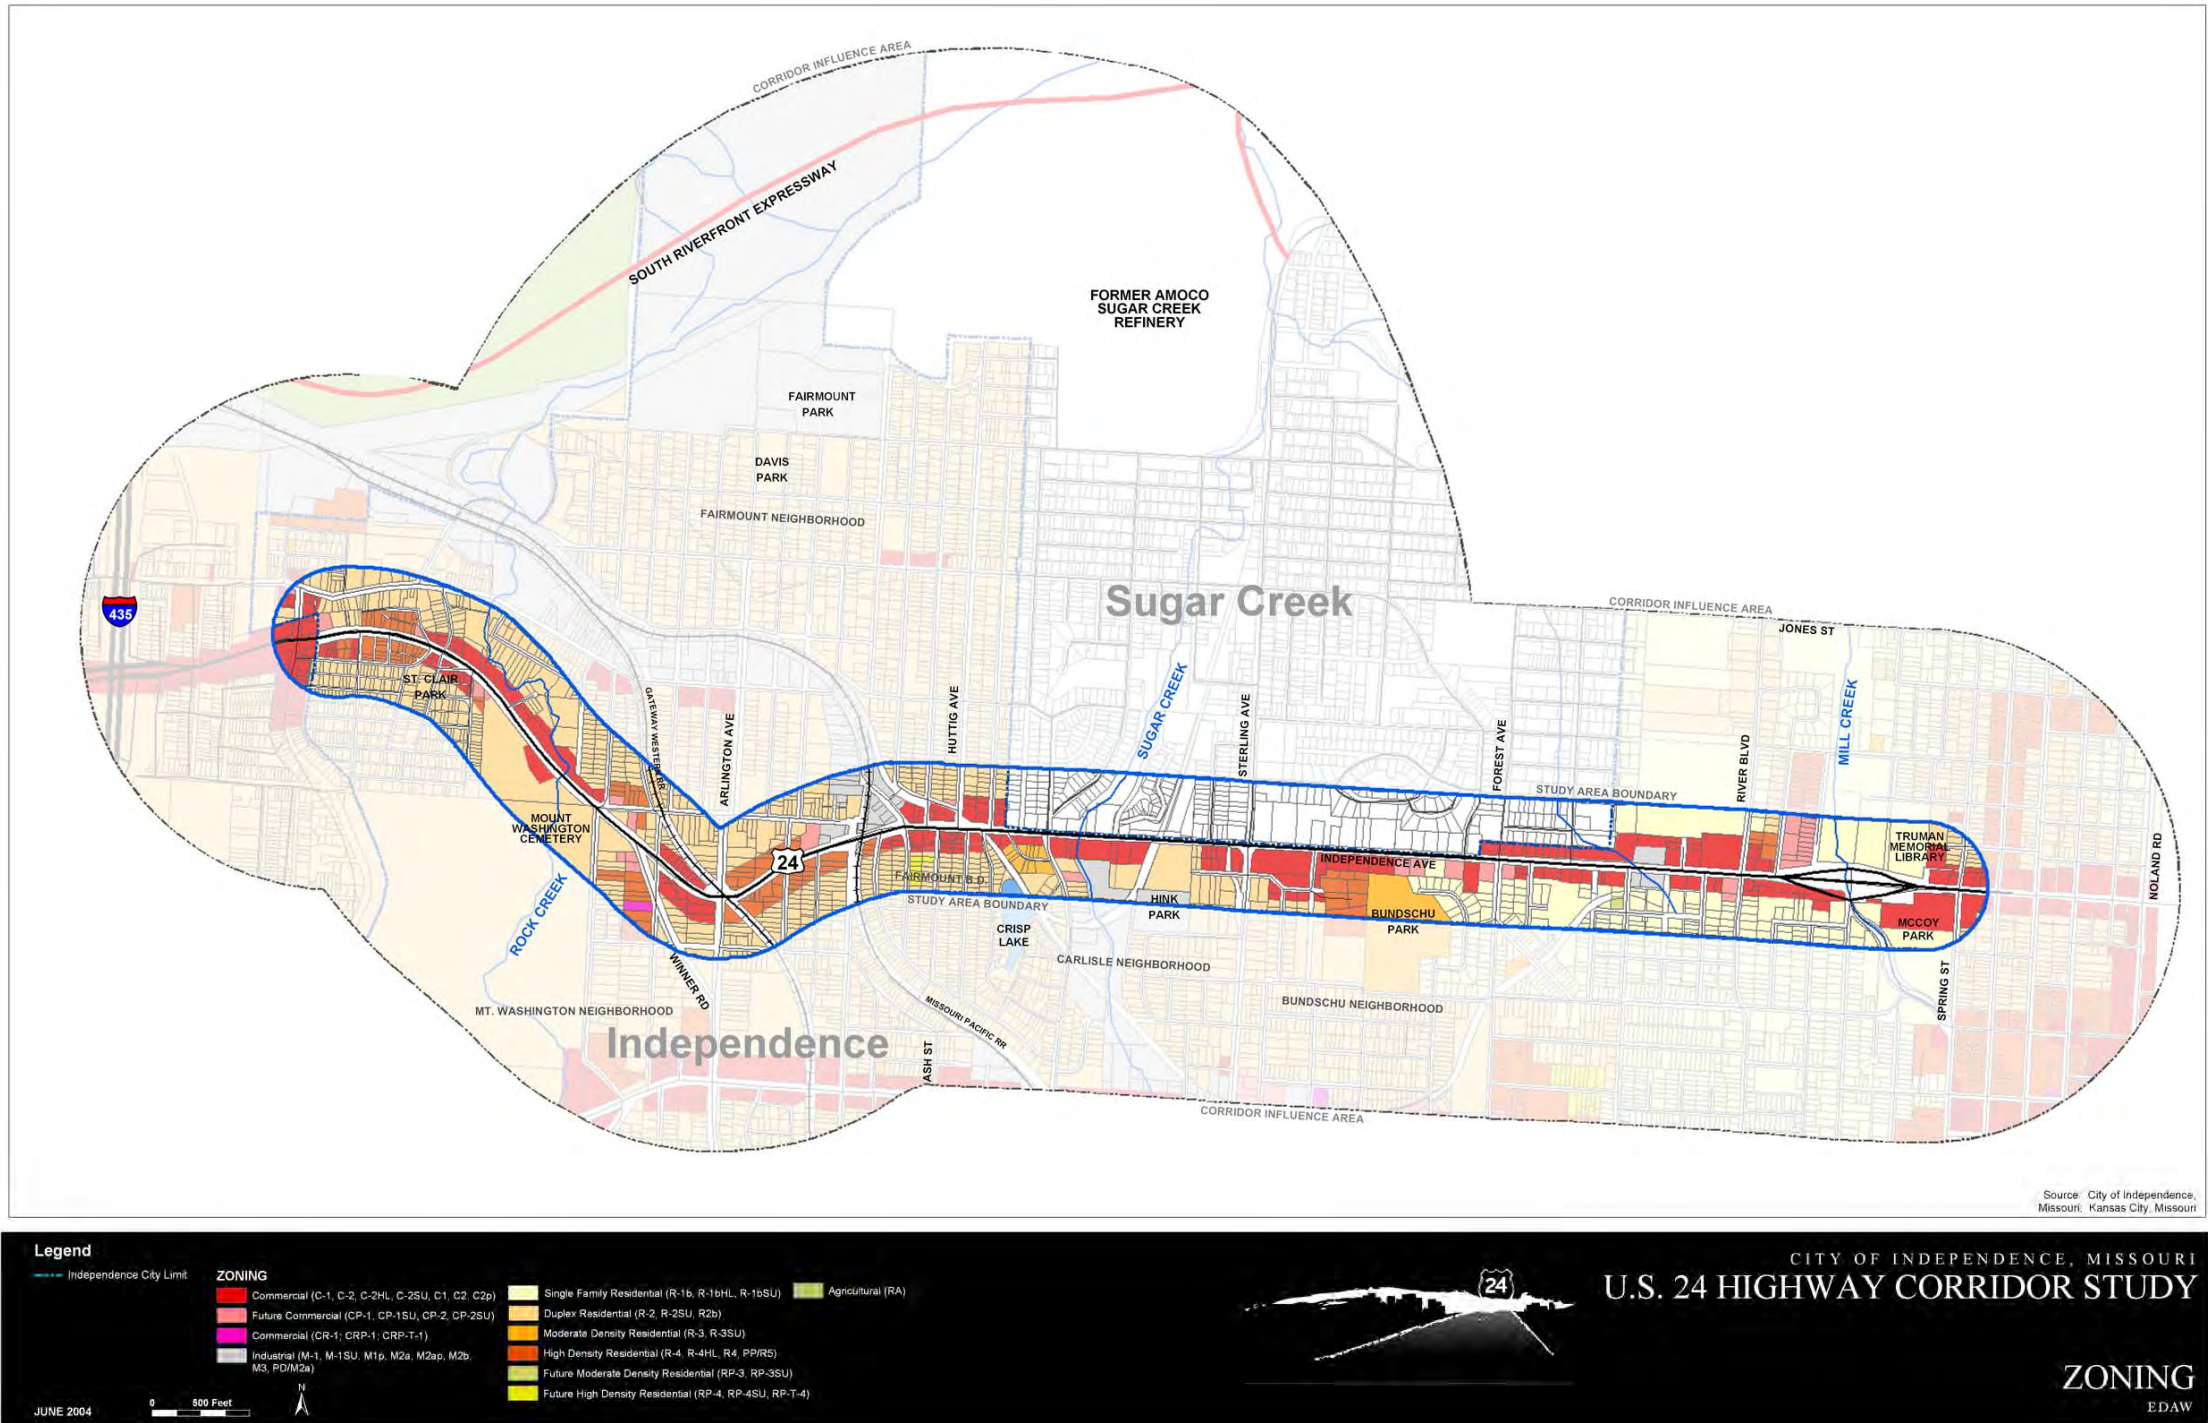 CORRIDOR INFLUENCE AREA
SOUTH RIVERFRONT EXPRESSWAY
FORMER AMOCO
SUGAR CREEK
REFINERY
FAIRMOUNT
PARK
DAVIS
PARK
FAIRMOUNT NEIGHBORHOOD
Sugar Creek
435
CORRIDOR INFLUENCE AREA
JONES ST
ST. CLAIR
PARK
GATEWAY WESTERN RR
ARLINGTON AVE
HUTTIG AVE
SUGAR CREEK
STERLING AVE
FOREST AVE
RIVER BLVD
MILL CREEK
STUDY AREA BOUNDARY
MOUNT
WASHINGTON
CEMETERY
24
INDEPENDENCE AVE
TRUMAN
MEMORIAL
LIBRARY
NOLAND RD
FAIRMOUNT B.D.
STUDY AREA BOUNDARY
HINK
PARK
BUNDSCHU
PARK
MCCOY
PARK
ROCK CREEK
CRISP
LAKE
WINNER RD
CARLISLE NEIGHBORHOOD
BUNDSCHU NEIGHBORHOOD
SPRING ST
MT. WASHINGTON NEIGHBORHOOD
MISSOURI PACIFIC RR
Independence
ASH ST
CORRIDOR INFLUENCE AREA
Source: City of Independence,
Missouri; Kansas City, Missouri
Legend
Independence City Limit
ZONING
Commercial (C-1, C-2, C-2HL, C-2SU, C1, C2, C2p)
Future Commercial (CP-1, CP-1SU, CP-2, CP-2SU)
Commercial (CR-1; CRP-1; CRP-T-1)
Industrial (M-1, M-1SU, M1p, M2a, M2ap, M2b,
M3, PD/M2a)
Single Family Residential (R-1b, R-1bHL, R-1bSU)
Duplex Residential (R-2, R-2SU, R2b)
Moderate Density Residential (R-3, R-3SU)
High Density Residential (R-4, R-4HL, R4, PP/R5)
Future Moderate Density Residential (RP-3, RP-3SU)
Future High Density Residential (RP-4, RP-4SU, RP-T-4)
Agricultural (RA)
JUNE 2004
0 500 Feet
N
24
CITY OF INDEPENDENCE, MISSOURI
U.S. 24 HIGHWAY CORRIDOR STUDY
ZONING
EDAW